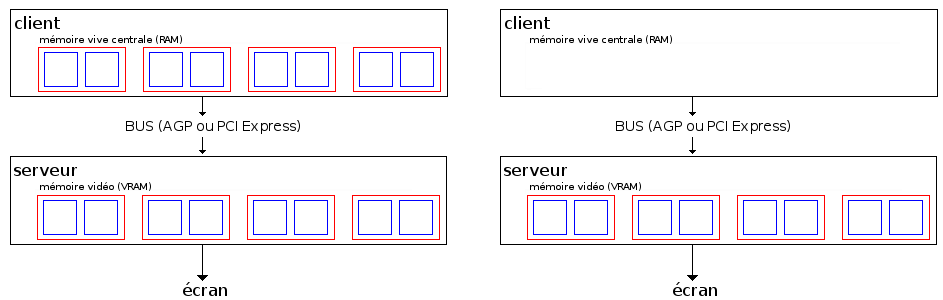 client
mémoire vive centrale (RAM)
BUS (AGP ou PCI Express)
serveur
mémoire vidéo (VRAM)
écran
client
mémoire vive centrale (RAM)
BUS (AGP ou PCI Express)
serveur
mémoire vidéo (VRAM)
écran